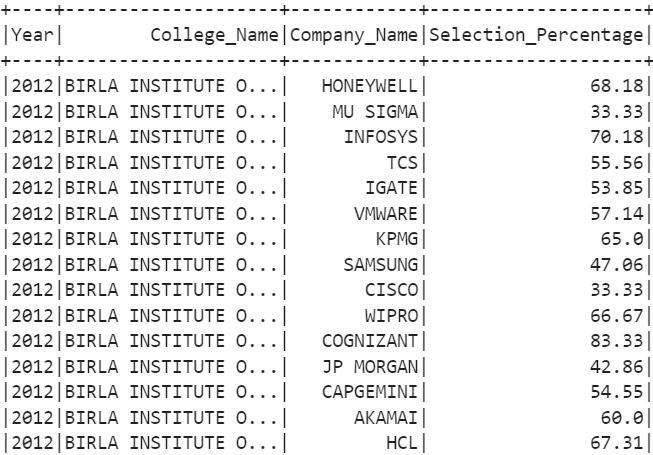 +----+--------------------+------------+--------------------+
|Year|        College_Name|Company_Name|Selection_Percentage|
+----+--------------------+------------+--------------------+
|2012|BIRLA INSTITUTE O...|   HONEYWELL|               68.18|
|2012|BIRLA INSTITUTE O...|    MU SIGMA|               33.33|
|2012|BIRLA INSTITUTE O...|     INFOSYS|               70.18|
|2012|BIRLA INSTITUTE O...|         TCS|               55.56|
|2012|BIRLA INSTITUTE O...|       IGATE|               53.85|
|2012|BIRLA INSTITUTE O...|      VMWARE|               57.14|
|2012|BIRLA INSTITUTE O...|        KPMG|                65.0|
|2012|BIRLA INSTITUTE O...|     SAMSUNG|               47.06|
|2012|BIRLA INSTITUTE O...|       CISCO|               33.33|
|2012|BIRLA INSTITUTE O...|       WIPRO|               66.67|
|2012|BIRLA INSTITUTE O...|   COGNIZANT|               83.33|
|2012|BIRLA INSTITUTE O...|   JP MORGAN|               42.86|
|2012|BIRLA INSTITUTE O...|   CAPGEMINI|               54.55|
|2012|BIRLA INSTITUTE O...|      AKAMAI|                60.0|
|2012|BIRLA INSTITUTE O...|         HCL|               67.31|